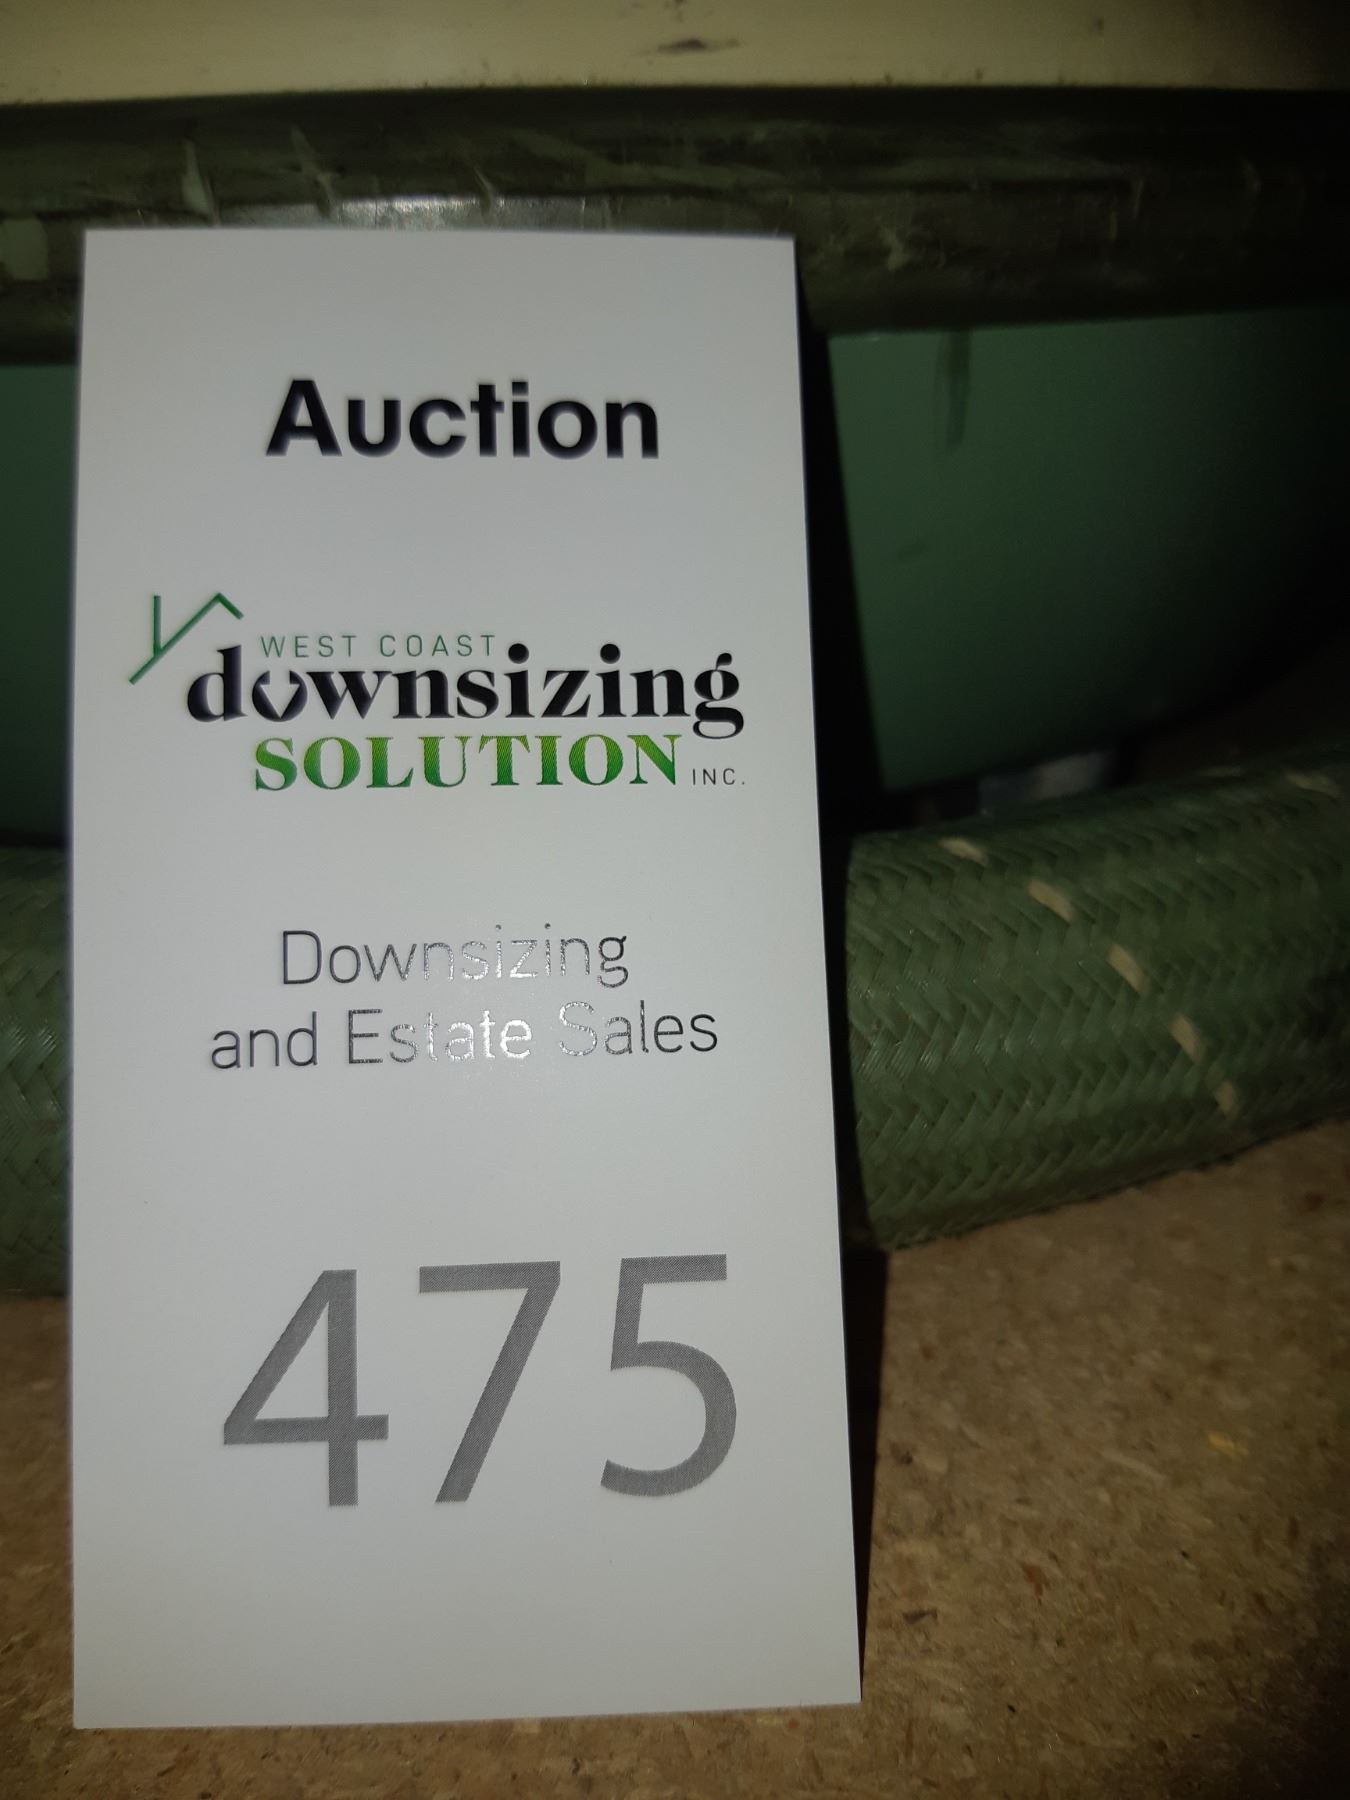 Auction
WEST COAST
downsizing
SOLUTION INC.
Downsizing
and Estate Sales
475